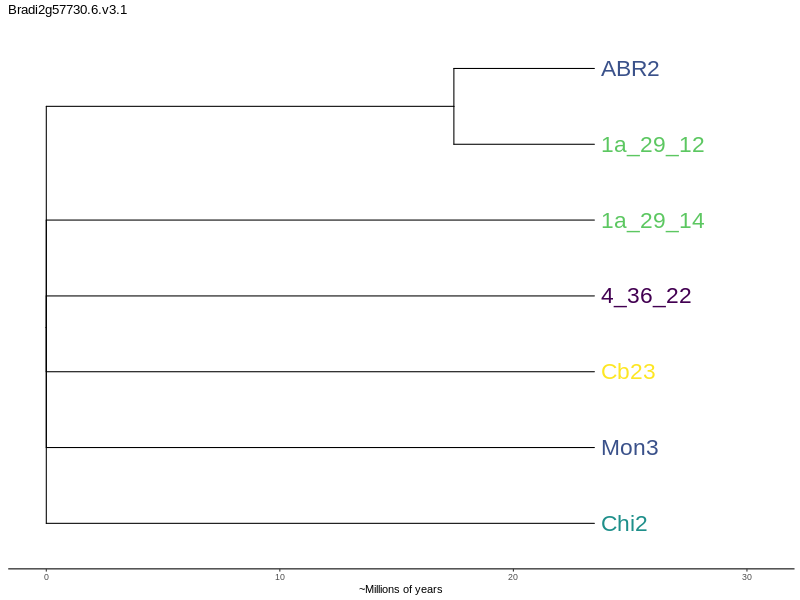 Bradi2g57730.6.v3.1
ABR2
1a_29_12
1a_29_14
4_36_22
Cb23
Mon3
Chi2
0 10 20 30
~Millions of years